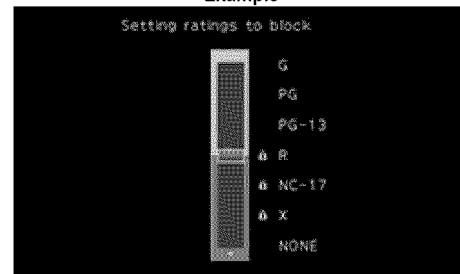 Example
Setting ratings to block
G
PG
PG-13
R
NC-17
X
NONE